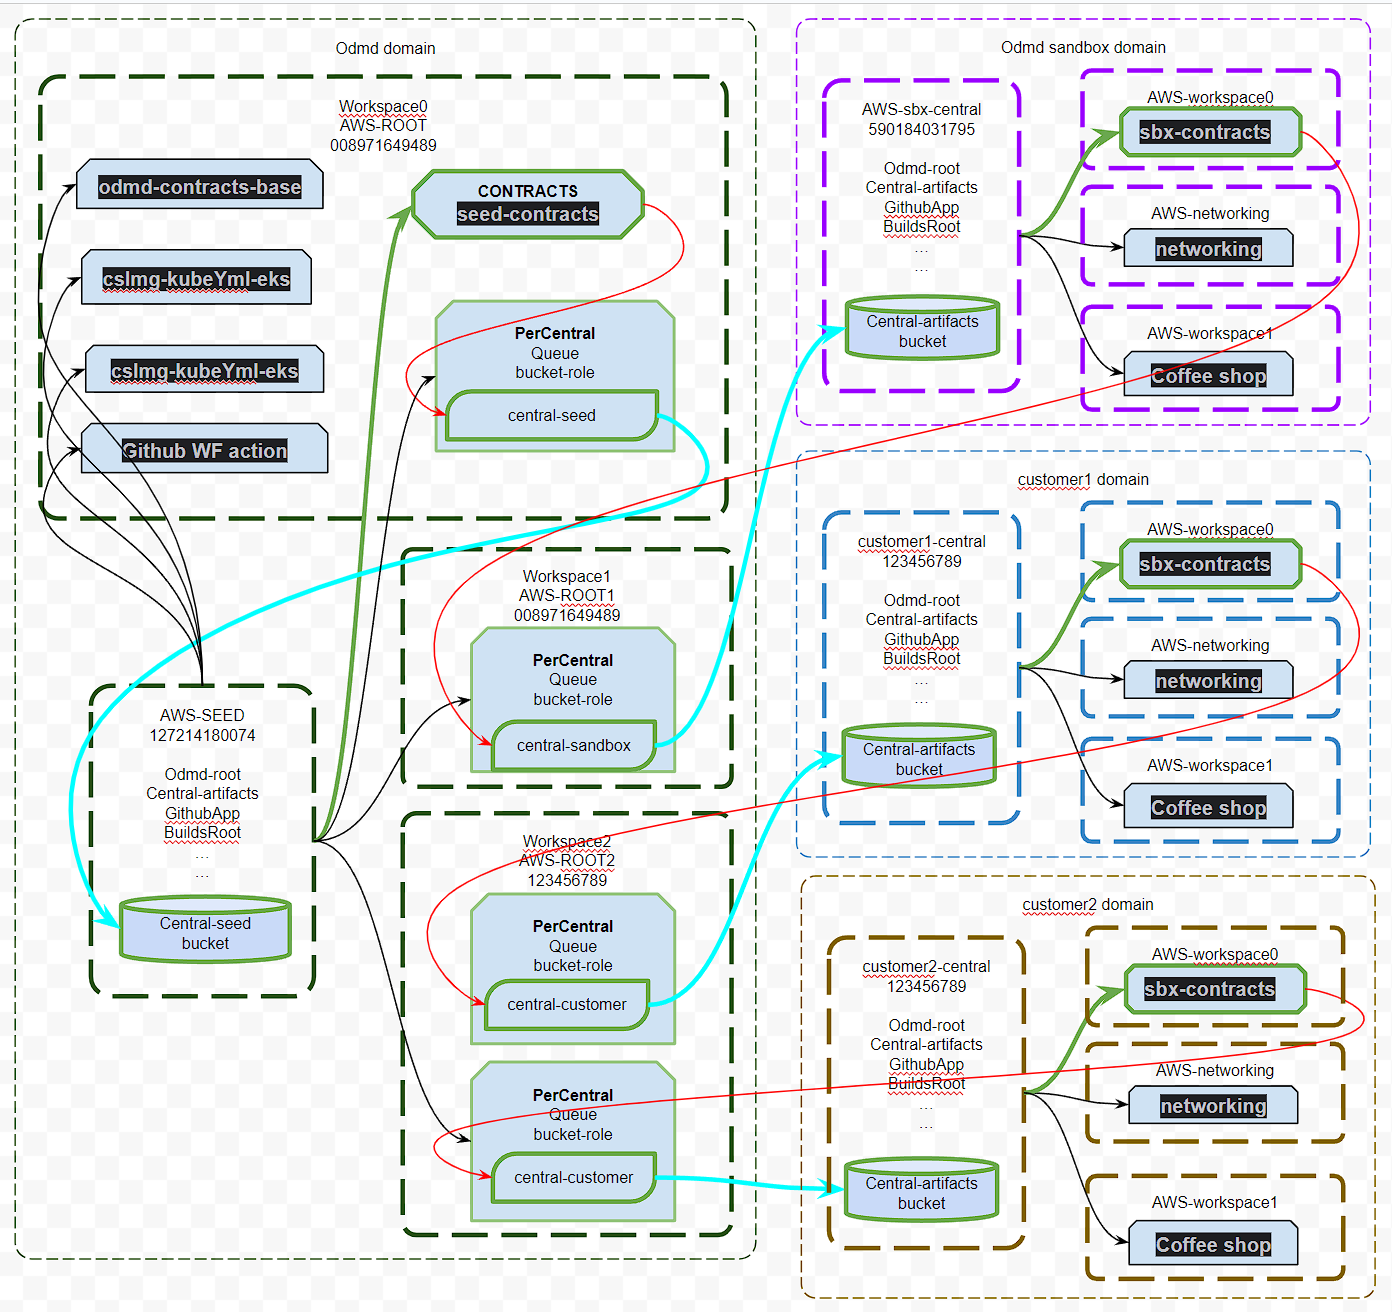 Odmd domain
Workspace0
AWS-ROOT
008971649489
odmd-contracts-base
csImg-kubeYml-eks
csImg-kubeYml-eks
Github WF action
CONTRACTS
seed-contracts
PerCentral
Queue
bucket-role
central-seed
Workspace1
AWS-ROOT1
008971649489
PerCentral
Queue
bucket-role
central-sandbox
AWS-SEED
127214180074
Odmd-root
Central-artifacts
GithubApp
BuildsRoot
...
...
Central-seed
bucket
Workspace2
AWS-ROOT2
123456789
PerCentral
Queue
bucket-role
central-customer
PerCentral
Queue
bucket-role
central-customer
Odmd sandbox domain
AWS-sbx-central
590184031795
Odmd-root
Central-artifacts
GithubApp
BuildsRoot
...
...
Central-artifacts
bucket
AWS-workspace0
sbx-contracts
AWS-networking
networking
AWS-workspace1
Coffee shop
customer1 domain
customer1-central
123456789
Odmd-root
Central-artifacts
GithubApp
BuildsRoot
...
...
Central-artifacts
bucket
AWS-workspace0
sbx-contracts
AWS-networking
networking
AWS-workspace1
Coffee shop
customer2 domain
customer2-central
123456789
Odmd-root
Central-artifacts
GithubApp
BuildsRoot
...
...
Central-artifacts
bucket
AWS-workspace0
sbx-contracts
AWS-networking
networking
AWS-workspace1
Coffee shop